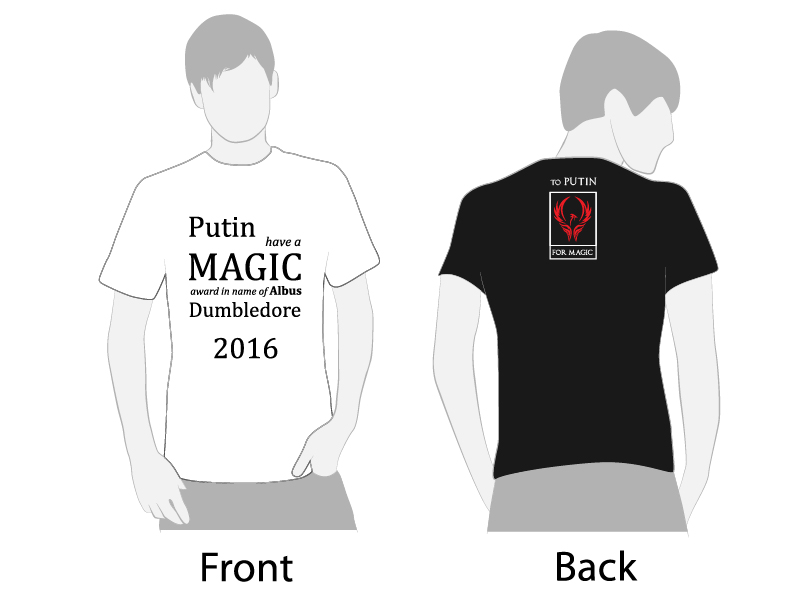 Putin
have a
MAGIC
award in name of Albus
Dumbledore
2016
TO PUTIN
FOR MAGIC
Front
Back